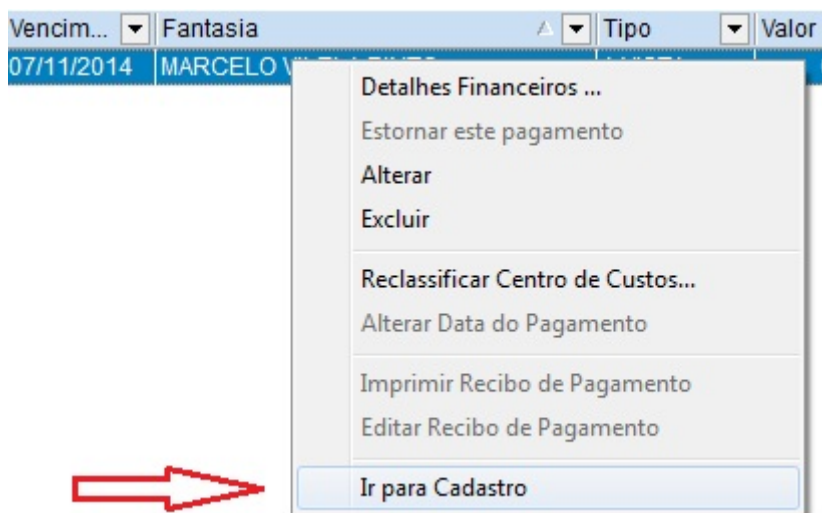 Vencim... Fantasia Tipo Valor
07/11/2014 MARCELO
Detalhes Financeiros ...
Estornar este pagamento
Alterar
Excluir
Reclassificar Centro de Custos...
Alterar Data do Pagamento
Imprimir Recibo de Pagamento
Editar Recibo de Pagamento
Ir para Cadastro